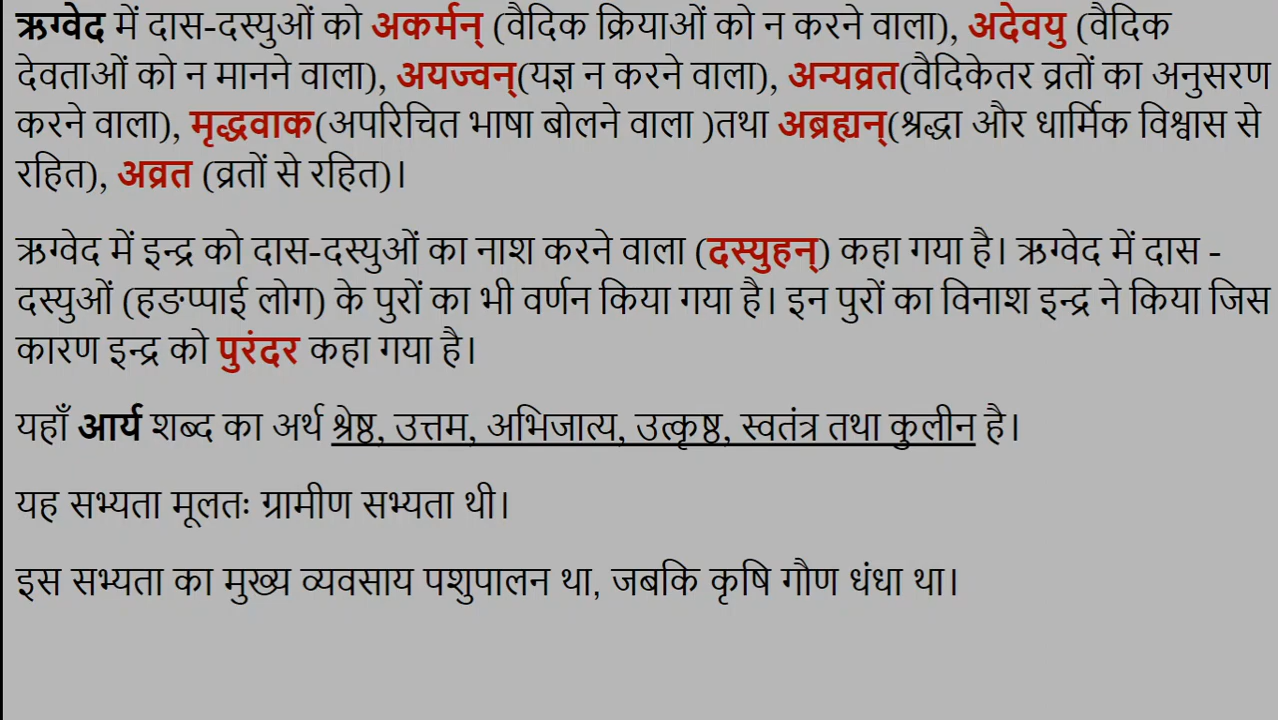 ऋग्वेद में दास-दस्युओं को अकर्मन् (वैदिक क्रियाओं को न करने वाला), अदेवयु (वैदिक
देवताओं को न मानने वाला), अयज्वन्(यज्ञ न करने वाला), अन्यव्रत(वैदिकेतर व्रतों का अनुसरण
करने वाला), मृद्धवाक(अपरिचित भाषा बोलने वाला )तथा अब्रह्यन्(श्रद्धा और धार्मिक विश्वास से
रहित), अव्रत (व्रतों से रहित)।
ऋग्वेद में इन्द्र को दास-दस्युओं का नाश करने वाला (दस्युहन्) कहा गया है। ऋग्वेद में दास -
दस्युओं (हङप्पाई लोग) के पुरों का भी वर्णन किया गया है। इन पुरों का विनाश इन्द्र ने किया जिस
कारण इन्द्र को पुरंदर कहा गया है।
यहाँ आर्य शब्द का अर्थ श्रेष्ठ, उत्तम, अभिजात्य, उत्कृष्ठ, स्वतंत्र तथा कुलीन है।
यह सभ्यता मूलतः ग्रामीण सभ्यता थी।
इस सभ्यता का मुख्य व्यवसाय पशुपालन था, जबकि कृषि गौण धंधा था।